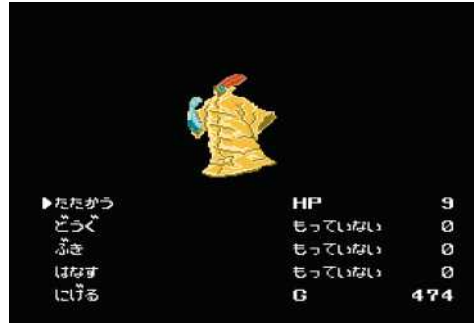 ▶たたかう HP 9
どうぐ もっていない 0
ぶき もっていない 0
はなす もっていない 0
にげる G 474